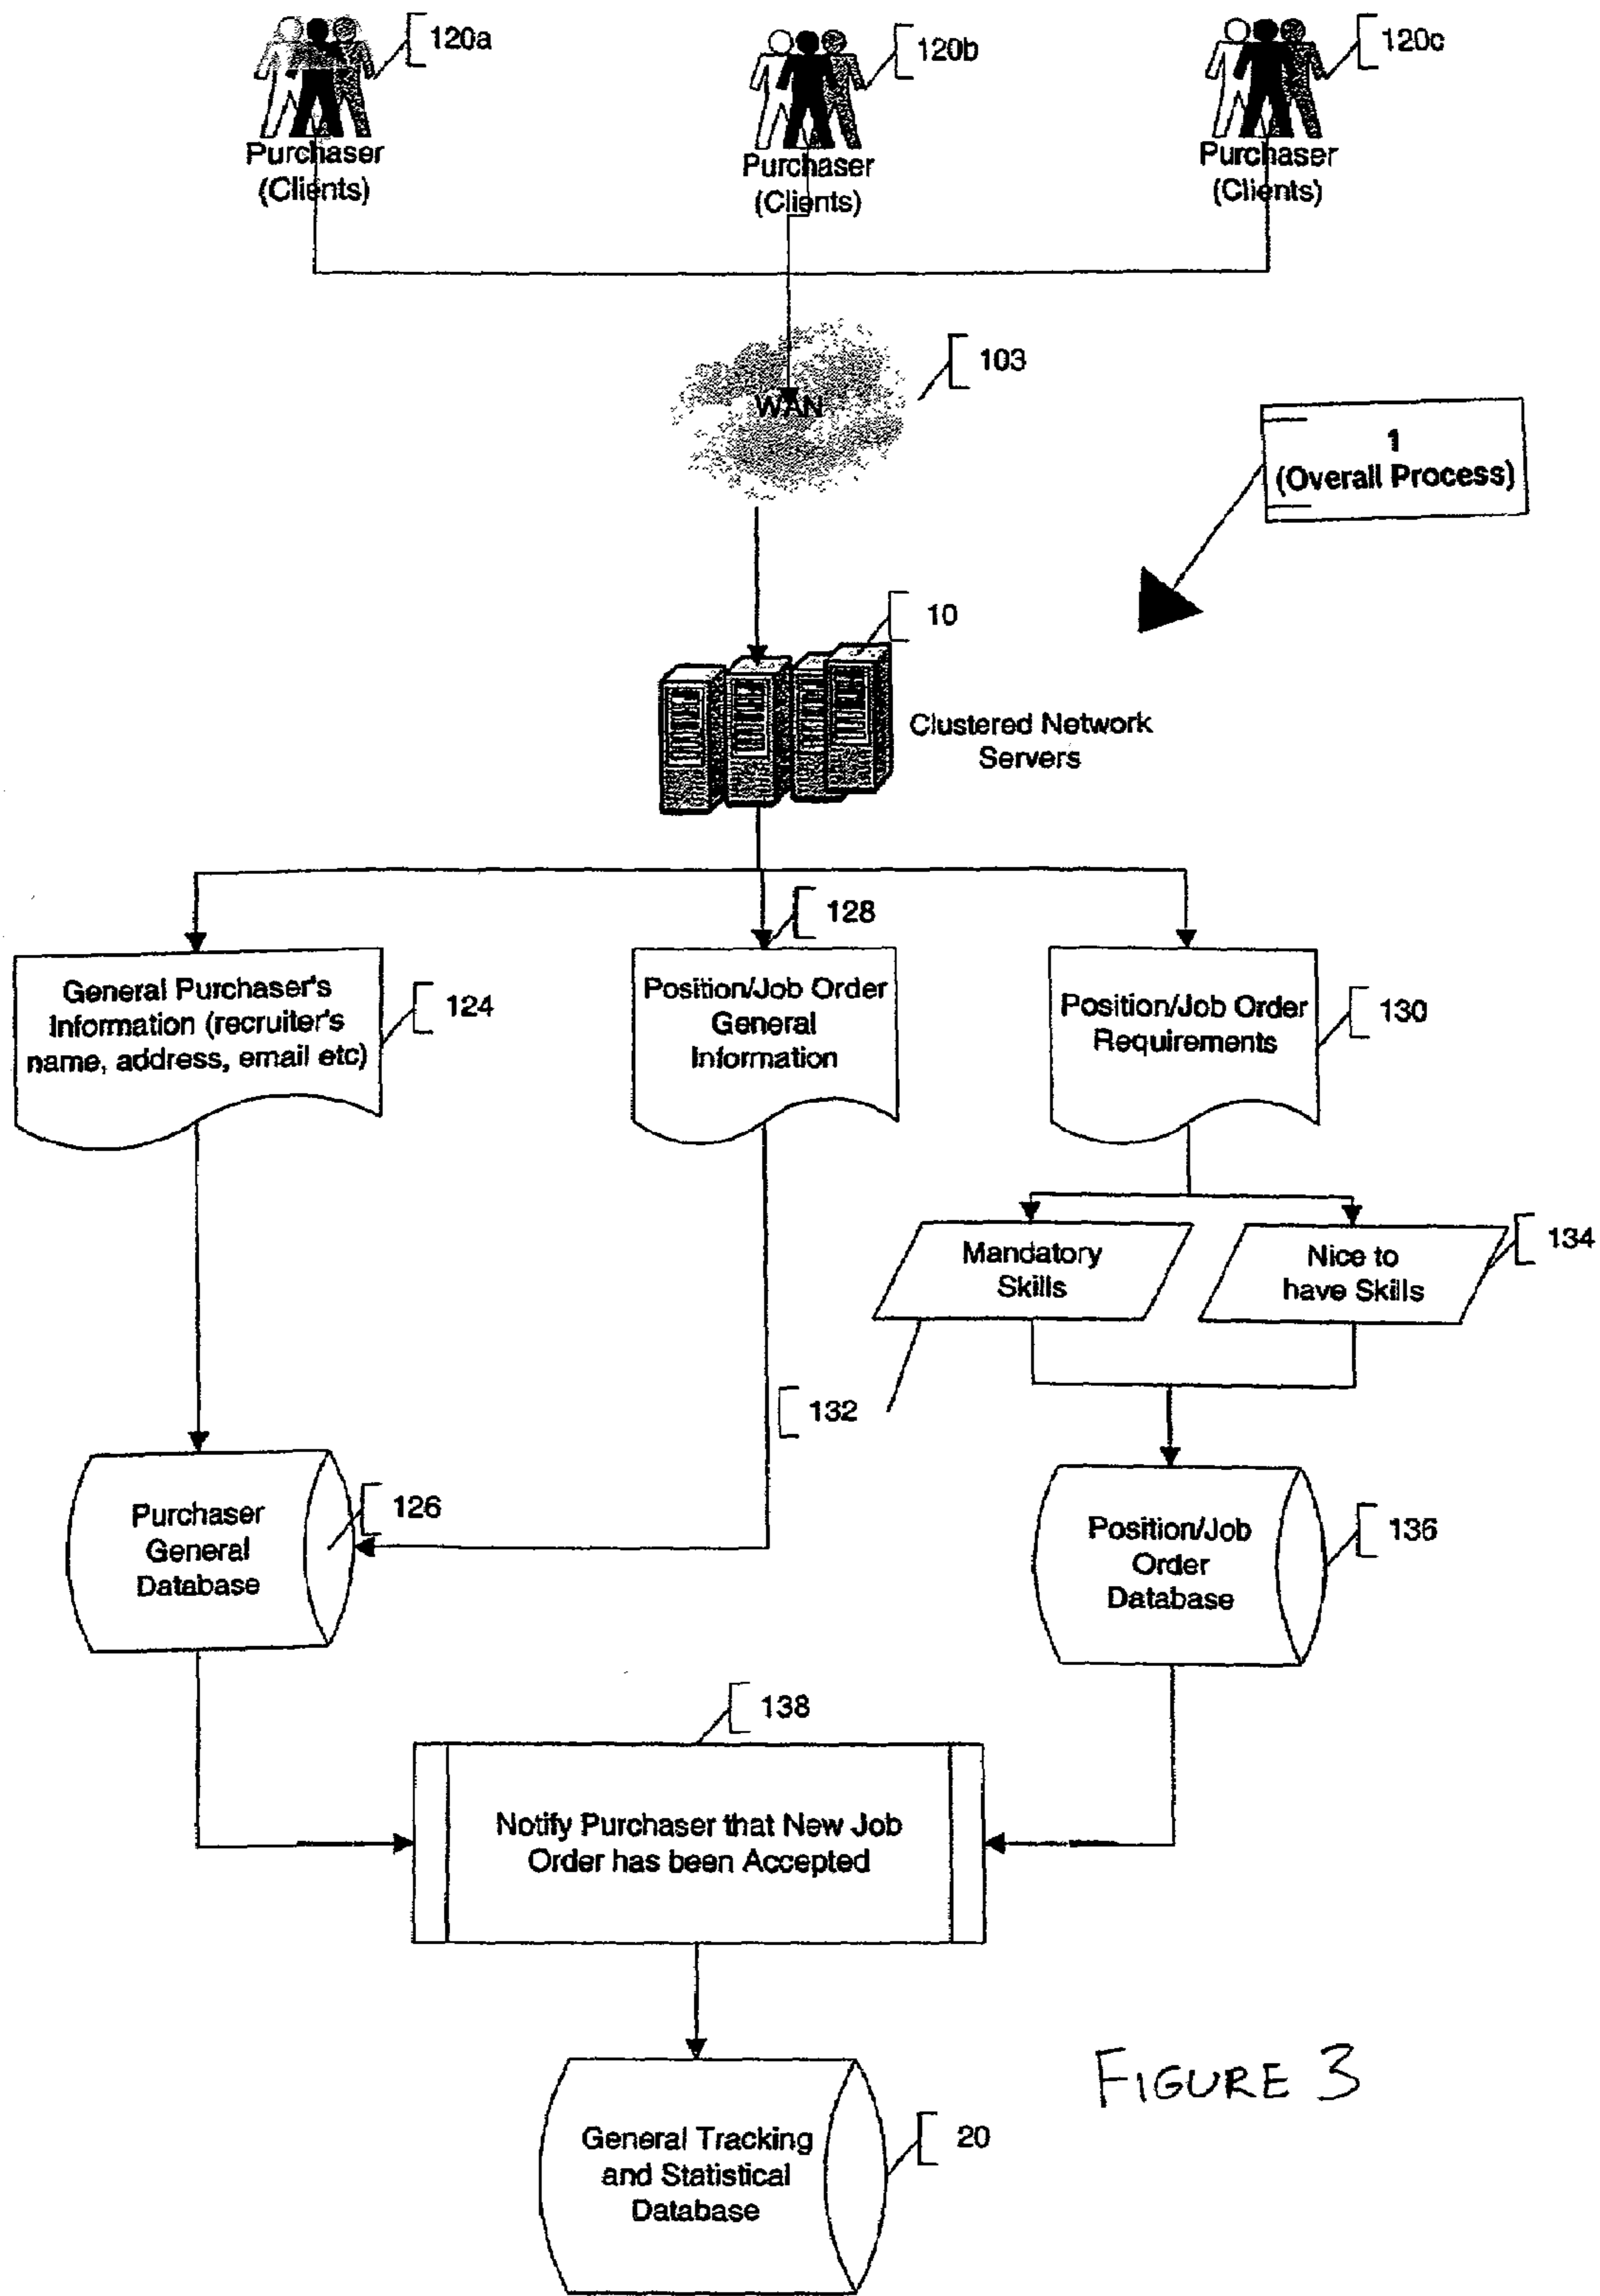 120a
120b
120c
Purchaser
(Clients)
Purchaser
(Clients)
Purchaser
(Clients)
103
WAN
1
(Overall Process)
10
Clustered Network
Servers
128
General Purchaser's
Information (recruiter's
name, address, email etc)
124
Position/Job Order
General
Information
Position/Job Order
Requirements
130
Mandatory
Skills
Nice to
have Skills
134
132
Purchaser
General
Database
126
Position/Job
Order
Database
136
138
Notify Purchaser that New Job
Order has been Accepted
FIGURE 3
General Tracking
and Statistical
Database
20